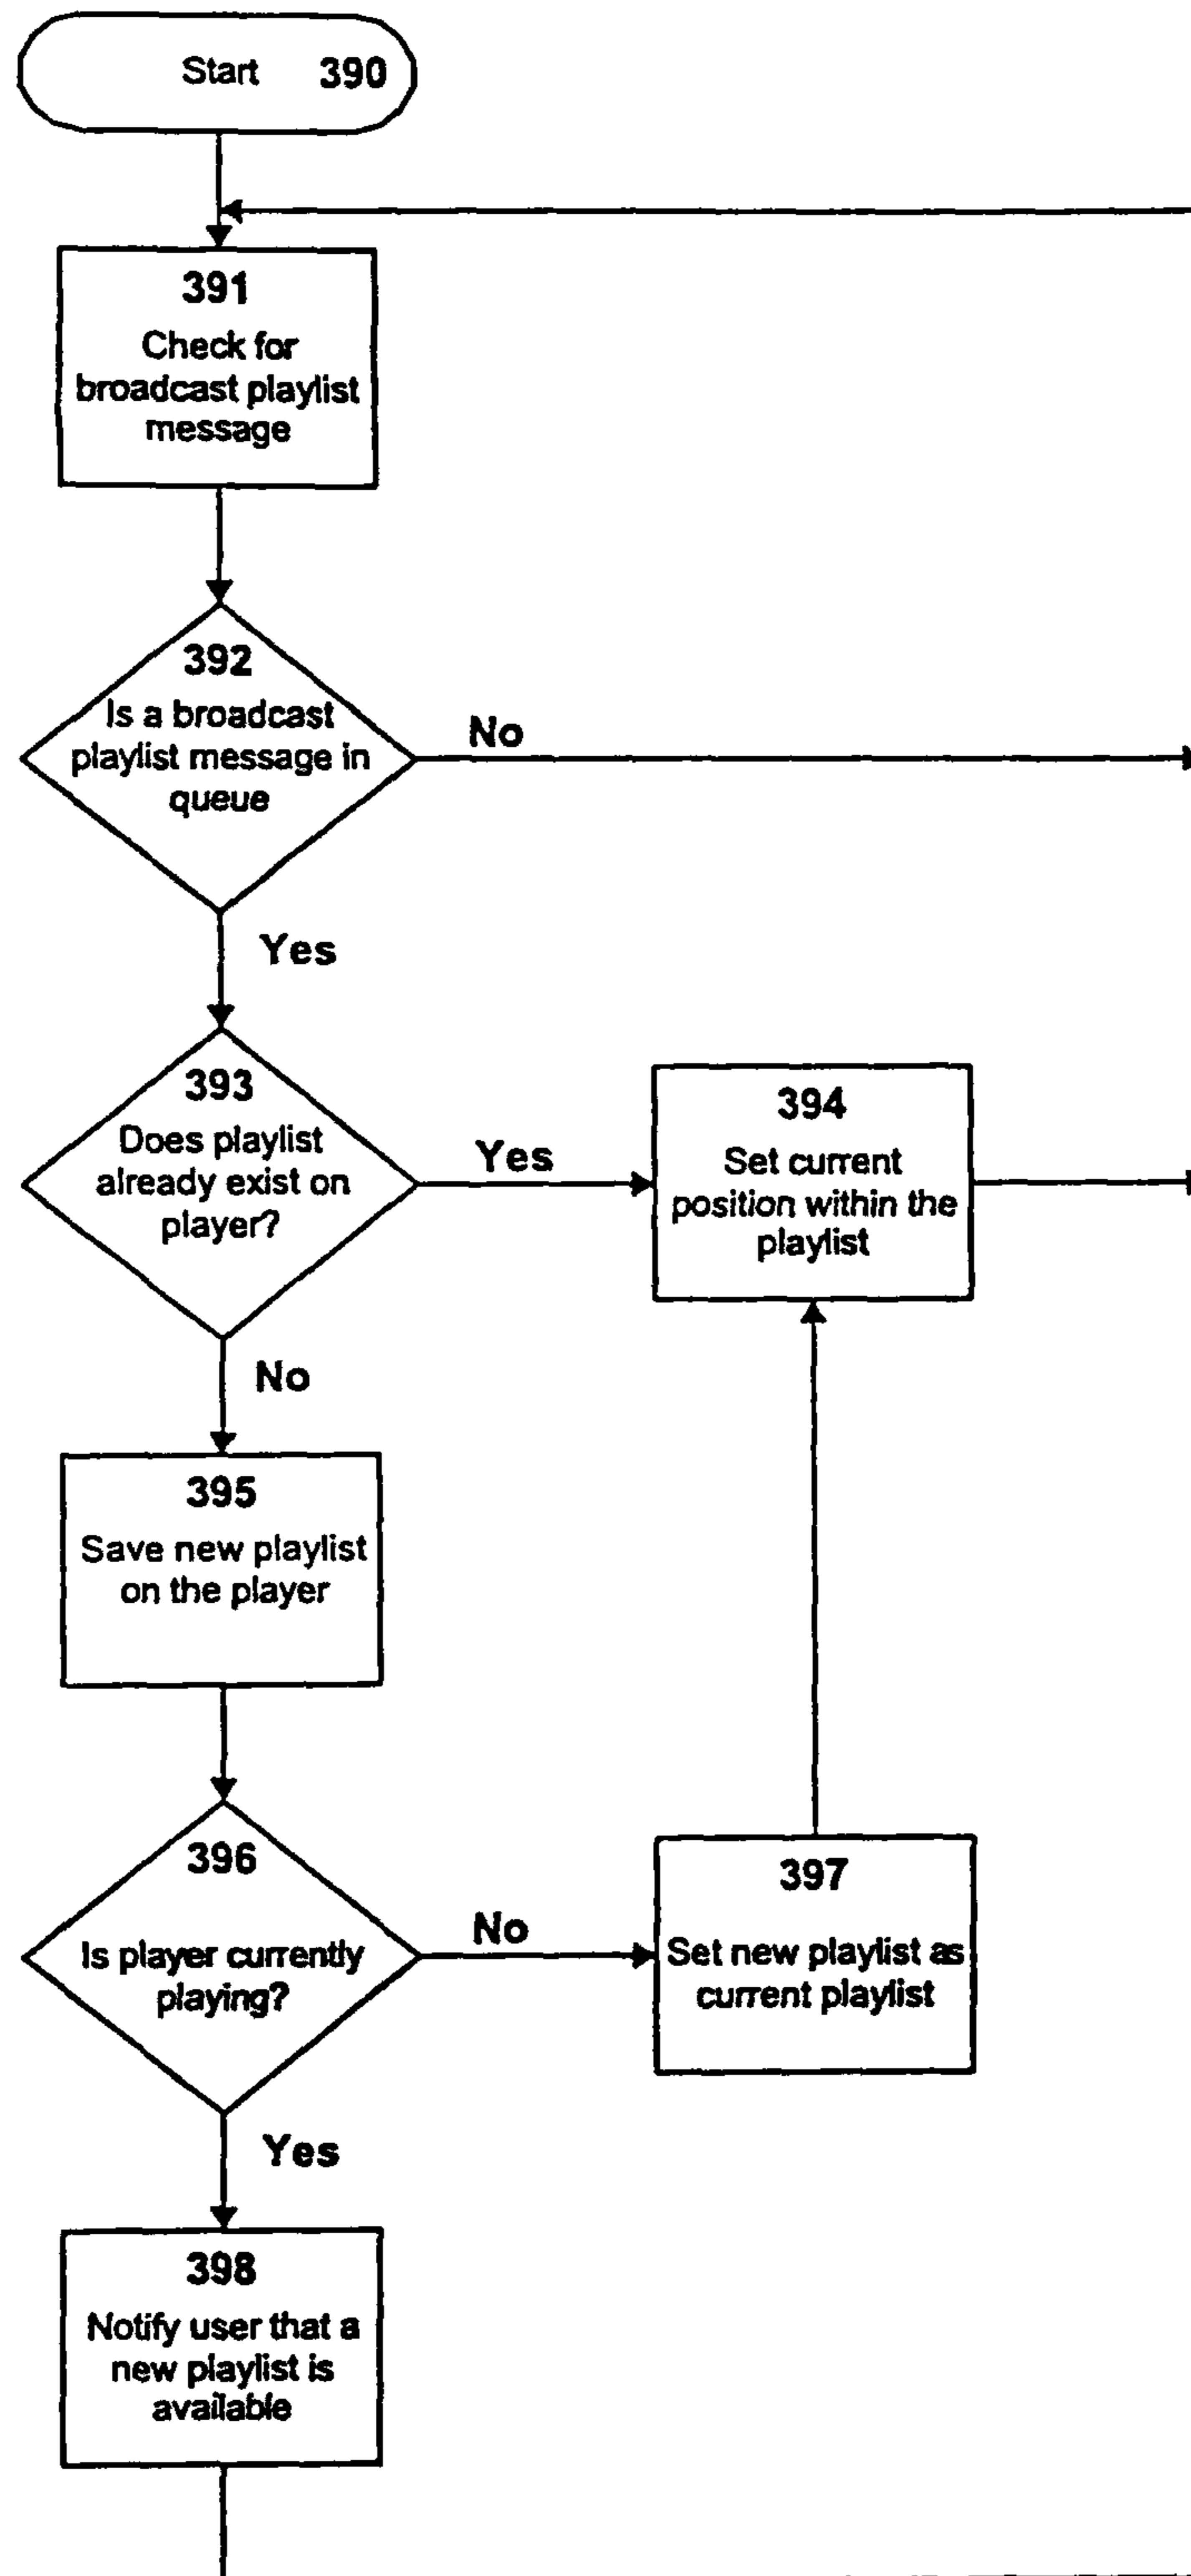 Start 390
391
Check for
broadcast playlist
message
392
Is a broadcast
playlist message in
queue
No
Yes
393
Does playlist
already exist on
player?
Yes
394
Set current
position within the
playlist
No
395
Save new playlist
on the player
396
Is player currently
playing?
No
397
Set new playlist as
current playlist
Yes
398
Notify user that a
new playlist is
available